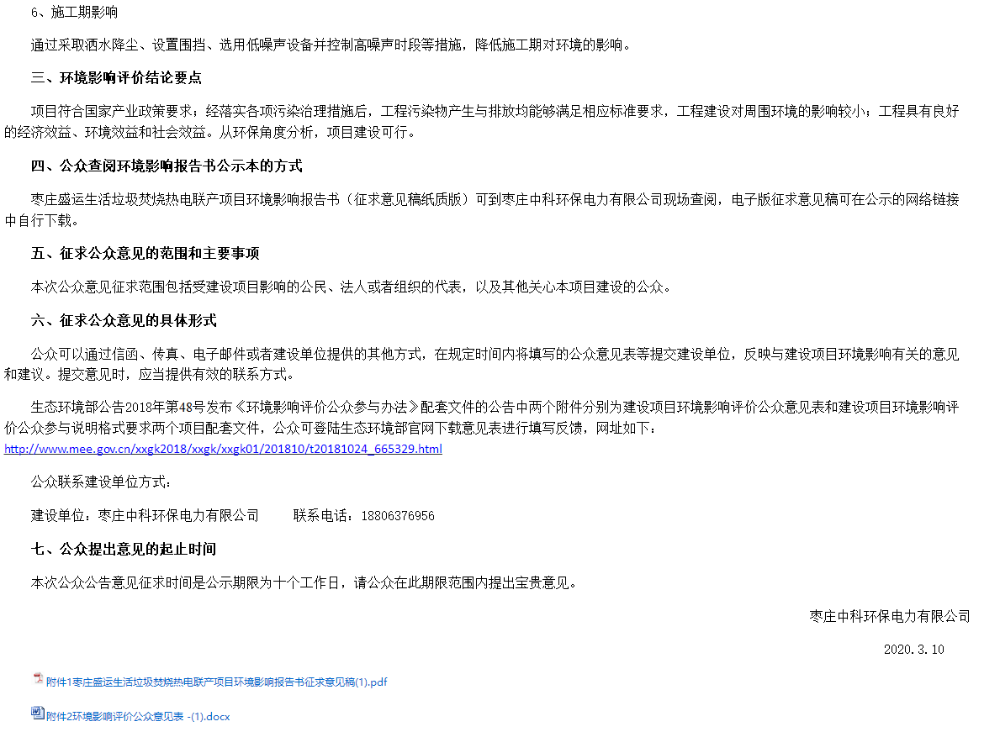 6、施工期影响
通过采取洒水降尘、设置围挡、选用低噪声设备并控制高噪声时段等措施，降低施工期对环境的影响。
三、环境影响评价结论要点
项目符合国家产业政策要求；经落实各项污染治理措施后，工程污染物产生与排放均能够满足相应标准要求，工程建设对周围环境的影响较小；工程具有良好
的经济效益、环境效益和社会效益。从环保角度分析，项目建设可行。
四、公众查阅环境影响报告书公示本的方式
枣庄盛运生活垃圾焚烧热电联产项目环境影响报告书（征求意见稿纸质版）可到枣庄中科环保电力有限公司现场查阅，电子版征求意见稿可在公示的网络链接
中自行下载。
五、征求公众意见的范围和主要事项
本次公众意见征求范围包括受建设项目影响的公民、法人或者组织的代表，以及其他关心本项目建设的公众。
六、征求公众意见的具体形式
公众可以通过信函、传真、电子邮件或者建设单位提供的其他方式，在规定时间内将填写的公众意见表等提交建设单位，反映与建设项目环境影响有关的意见
和建议。提交意见时，应当提供有效的联系方式。
生态环境部公告2018年第48号发布《环境影响评价公众参与办法》配套文件的公告中两个附件分别为建设项目环境影响评价公众意见表和建设项目环境影响评
价公众参与说明格式要求两个项目配套文件，公众可登陆生态环境部官网下载意见表进行填写反馈，网址如下：
http://www.mee.gov.cn/xxgk2018/xxgk/xxgk01/201810/t20181024_665329.html
公众联系建设单位方式：
建设单位：枣庄中科环保电力有限公司 联系电话：18806376956
七、公众提出意见的起止时间
本次公众公告意见征求时间是公示期限为十个工作日，请公众在此期限范围内提出宝贵意见。
枣庄中科环保电力有限公司
2020.3.10
附件1枣庄盛运生活垃圾焚烧热电联产项目环境影响报告书征求意见稿(1).pdf
附件2环境影响评价公众意见表 -(1).docx